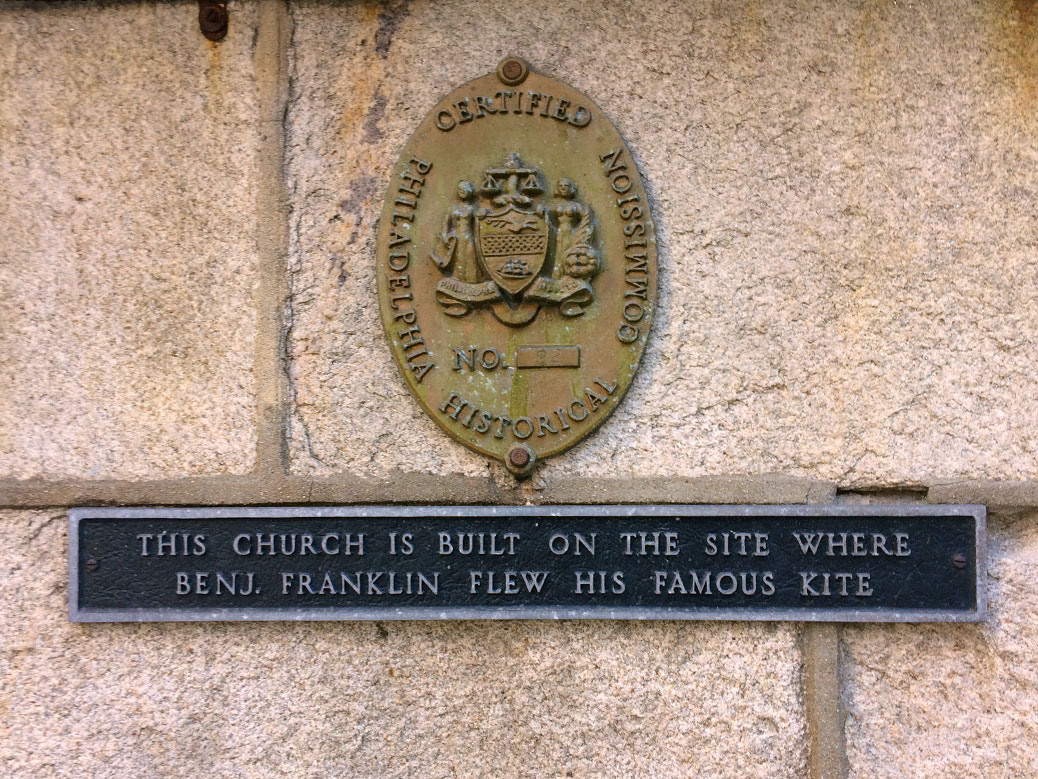 CERTIFIED
PHILADELPHIA
HISTORICAL
COMMISSION
NO.
THIS CHURCH IS BUILT ON THE SITE WHERE
BENJ. FRANKLIN FLEW HIS FAMOUS KITE